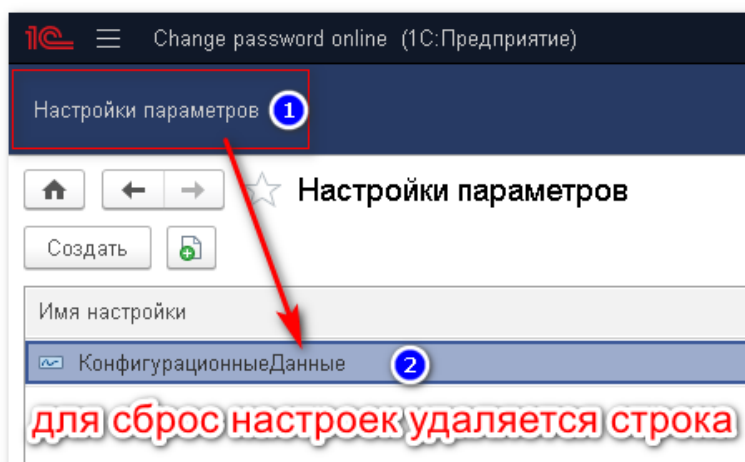 1С Change password online (1С:Предприятие)
Настройки параметров 1
Настройки параметров
Создать
Имя настройки
КонфигурационныеДанные 2
для сброс настроек удаляется строка